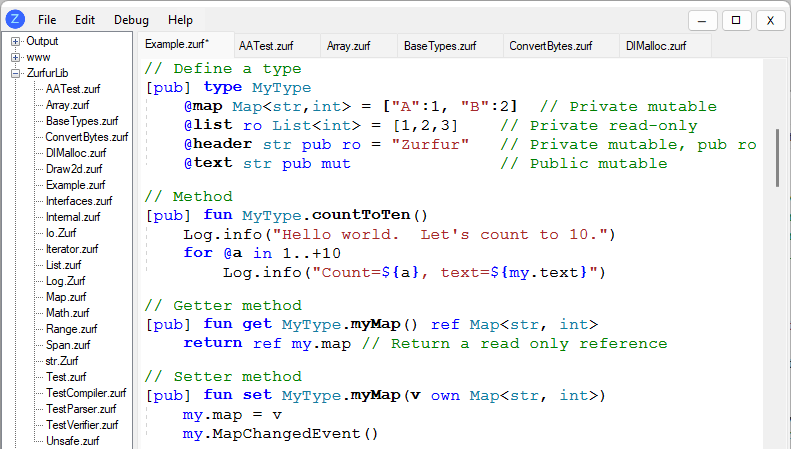 Z File Edit Debug Help X
Output
www
ZurfurLib
AATest.zurf
Array.zurf
BaseTypes.zurf
ConvertBytes.zurf
DlMalloc.zurf
Draw2d.zurf
Example.zurf
Interfaces.zurf
Internal.zurf
Io.Zurf
Iterator.zurf
List.zurf
Log.Zurf
Map.zurf
Math.zurf
Range.zurf
Span.zurf
str.Zurf
Test.zurf
TestCompiler.zurf
TestParser.zurf
TestVerifier.zurf
Unsafe.zurf
Example.zurf* AATest.zurf Array.zurf BaseTypes.zurf ConvertBytes.zurf DlMalloc.zurf
// Define a type
[pub] type MyType
    @map Map<str,int> = ["A":1, "B":2]  // Private mutable
    @list ro List<int> = [1,2,3]    // Private read-only
    @header str pub ro = "Zurfur"   // Private mutable, pub ro
    @text str pub mut               // Public mutable
// Method
[pub] fun MyType.countToTen()
    Log.info("Hello world.  Let's count to 10.")
    for @a in 1..+10
        Log.info("Count=${a}, text=${my.text}")
// Getter method
[pub] fun get MyType.myMap() ref Map<str, int>
    return ref my.map // Return a read only reference
// Setter method
[pub] fun set MyType.myMap(v own Map<str, int>)
    my.map = v
    my.MapChangedEvent()